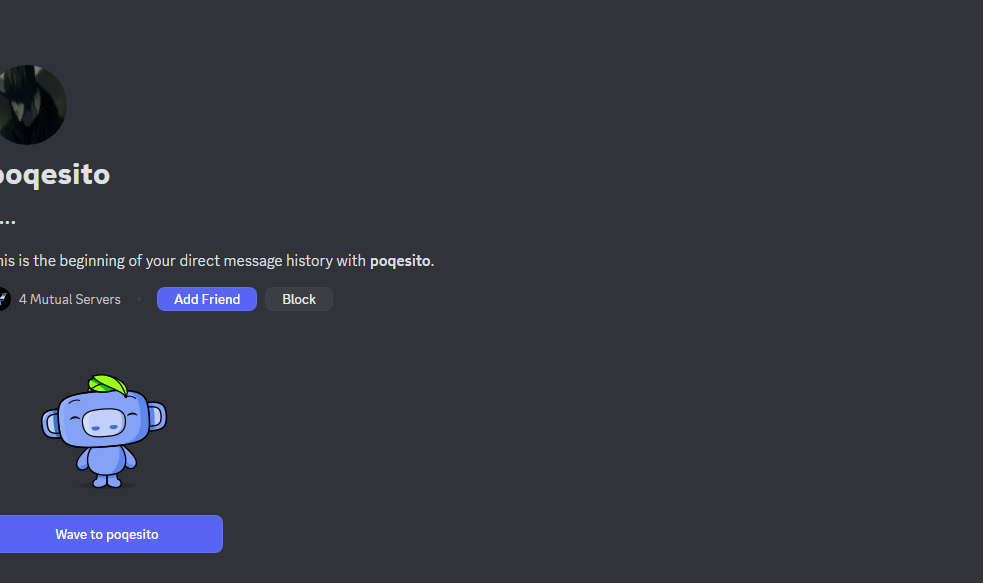 poqesito
...
his is the beginning of your direct message history with poqesito.
4 Mutual Servers • Add Friend Block
Wave to poqesito